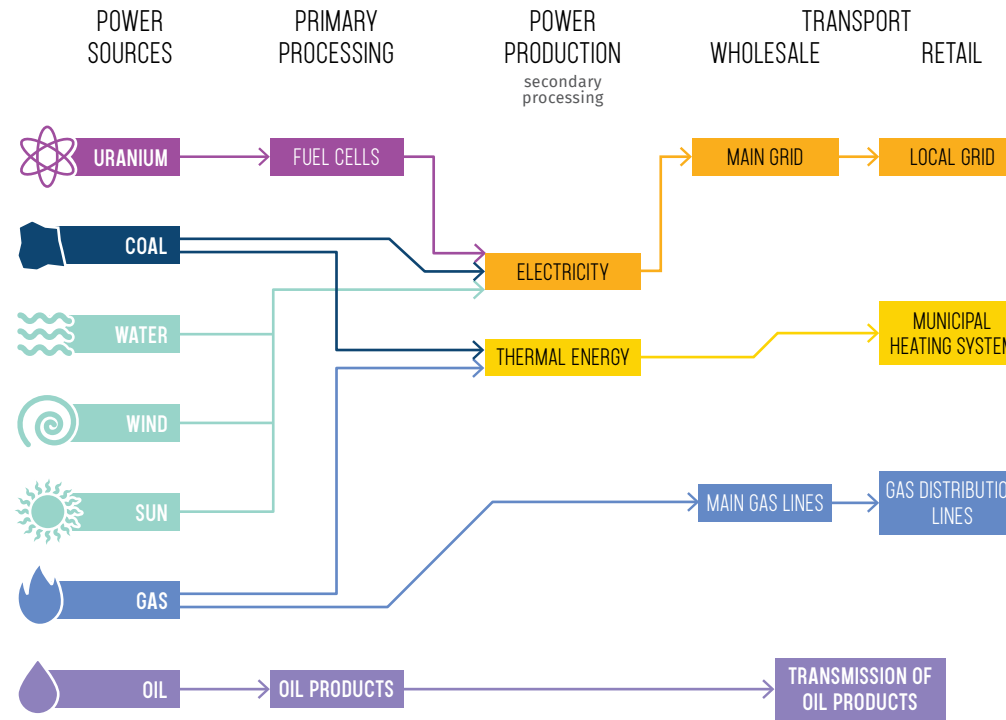 POWER
SOURCES
PRIMARY
PROCESSING
POWER
PRODUCTION
secondary
processing
TRANSPORT
WHOLESALE
RETAIL
URANIUM
FUEL CELLS
MAIN GRID
LOCAL GRID
COAL
ELECTRICITY
WATER
MUNICIPAL
HEATING SYSTEM
THERMAL ENERGY
WIND
SUN
MAIN GAS LINES
GAS DISTRIBUTIO
LINES
GAS
OIL
OIL PRODUCTS
TRANSMISSION OF
OIL PRODUCTS